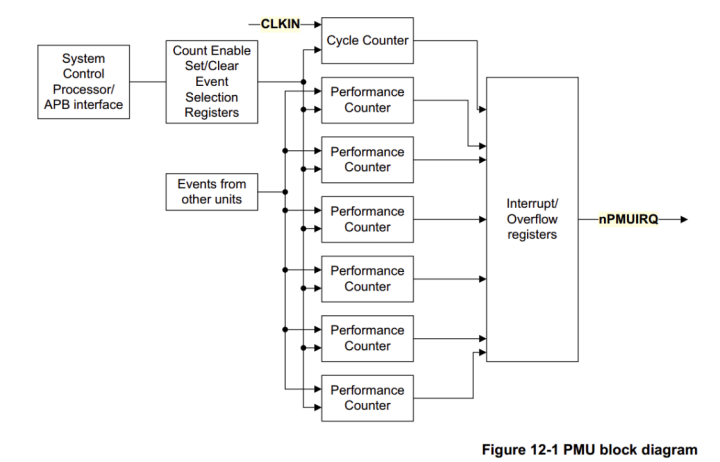 CLKIN
Cycle Counter
System
Control
Processor/
APB interface
Count Enable
Set/Clear
Event
Selection
Registers
Performance
Counter
Performance
Counter
Events from
other units
Performance
Counter
Interrupt/
Overflow
registers
nPMUIRQ
Performance
Counter
Performance
Counter
Performance
Counter
Figure 12-1 PMU block diagram